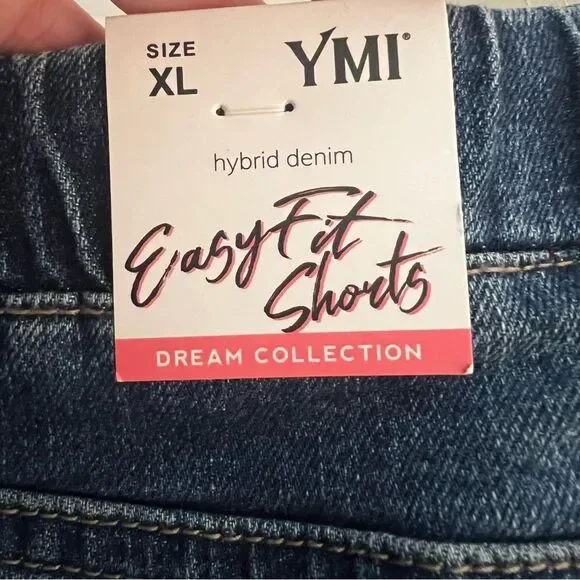 SIZE
XL
YMI®
hybrid denim
Easy Fit
Shorts
DREAM COLLECTION